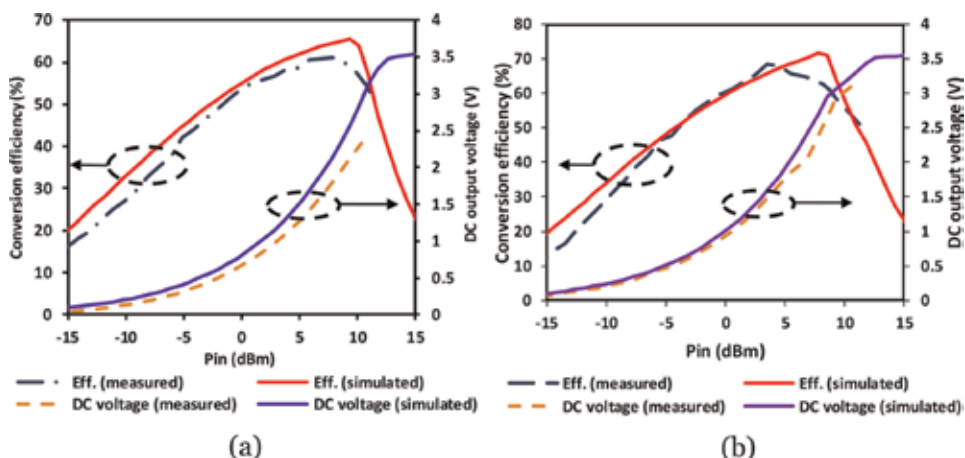 70
60
50
40
30
20
10
0
Conversion efficiency (%)
4
3.5
3
2.5
2
1.5
1
0.5
0
DC output voltage (V)
-15 -10 -5 0 5 10 15
Pin (dBm)
Eff. (measured) Eff. (simulated)
DC voltage (measured) DC voltage (simulated)
(a)
80
70
60
50
40
30
20
10
0
Conversion efficiency (%)
4
3.5
3
2.5
2
1.5
1
0.5
0
DC output voltage (V)
-15 -10 -5 0 5 10 15
Pin (dBm)
Eff. (measured) Eff. (simulated)
DC voltage (measured) DC voltage (simulated)
(b)